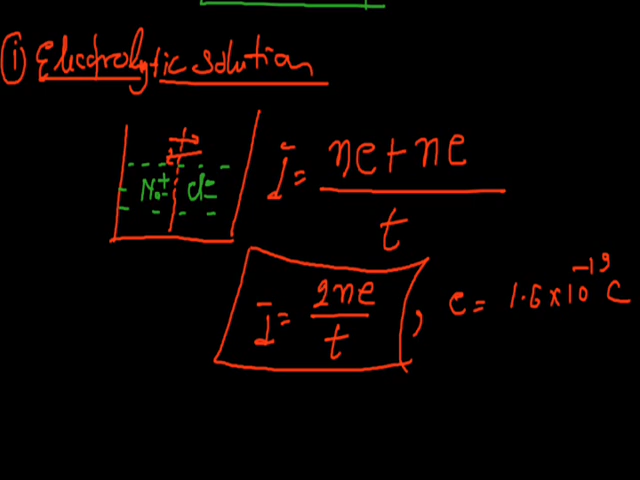 (i) Electrolytic solution
Na+ Cl-
I = ne + ne / t
I = 2ne / t , e = 1.6 × 10^-19 C